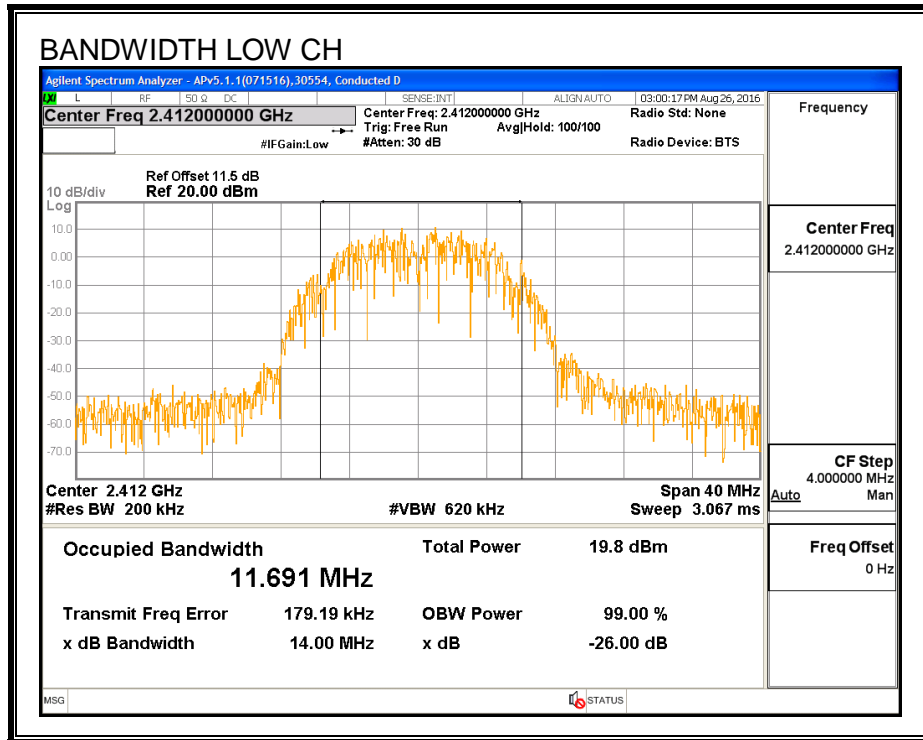 BANDWIDTH LOW CH
Agilent Spectrum Analyzer - APv5.1.1(071516),30554, Conducted D
LXI L RF 50 Ω DC SENSE:INT ALIGN AUTO 03:00:17 PM Aug 26, 2016
Center Freq 2.412000000 GHz
Center Freq: 2.412000000 GHz
Radio Std: None
Trig: Free Run Avg|Hold: 100/100
#IFGain:Low #Atten: 30 dB Radio Device: BTS
Frequency
Ref Offset 11.5 dB
10 dB/div Ref 20.00 dBm
Log
10.0
0.00
-10.0
-20.0
-30.0
-40.0
-50.0
-60.0
-70.0
Center 2.412 GHz Span 40 MHz
#Res BW 200 kHz #VBW 620 kHz Sweep 3.067 ms
Center Freq
2.412000000 GHz
CF Step
4.000000 MHz
Auto Man
Freq Offset
0 Hz
Occupied Bandwidth Total Power 19.8 dBm
11.691 MHz
Transmit Freq Error 179.19 kHz OBW Power 99.00 %
x dB Bandwidth 14.00 MHz x dB -26.00 dB
MSG STATUS